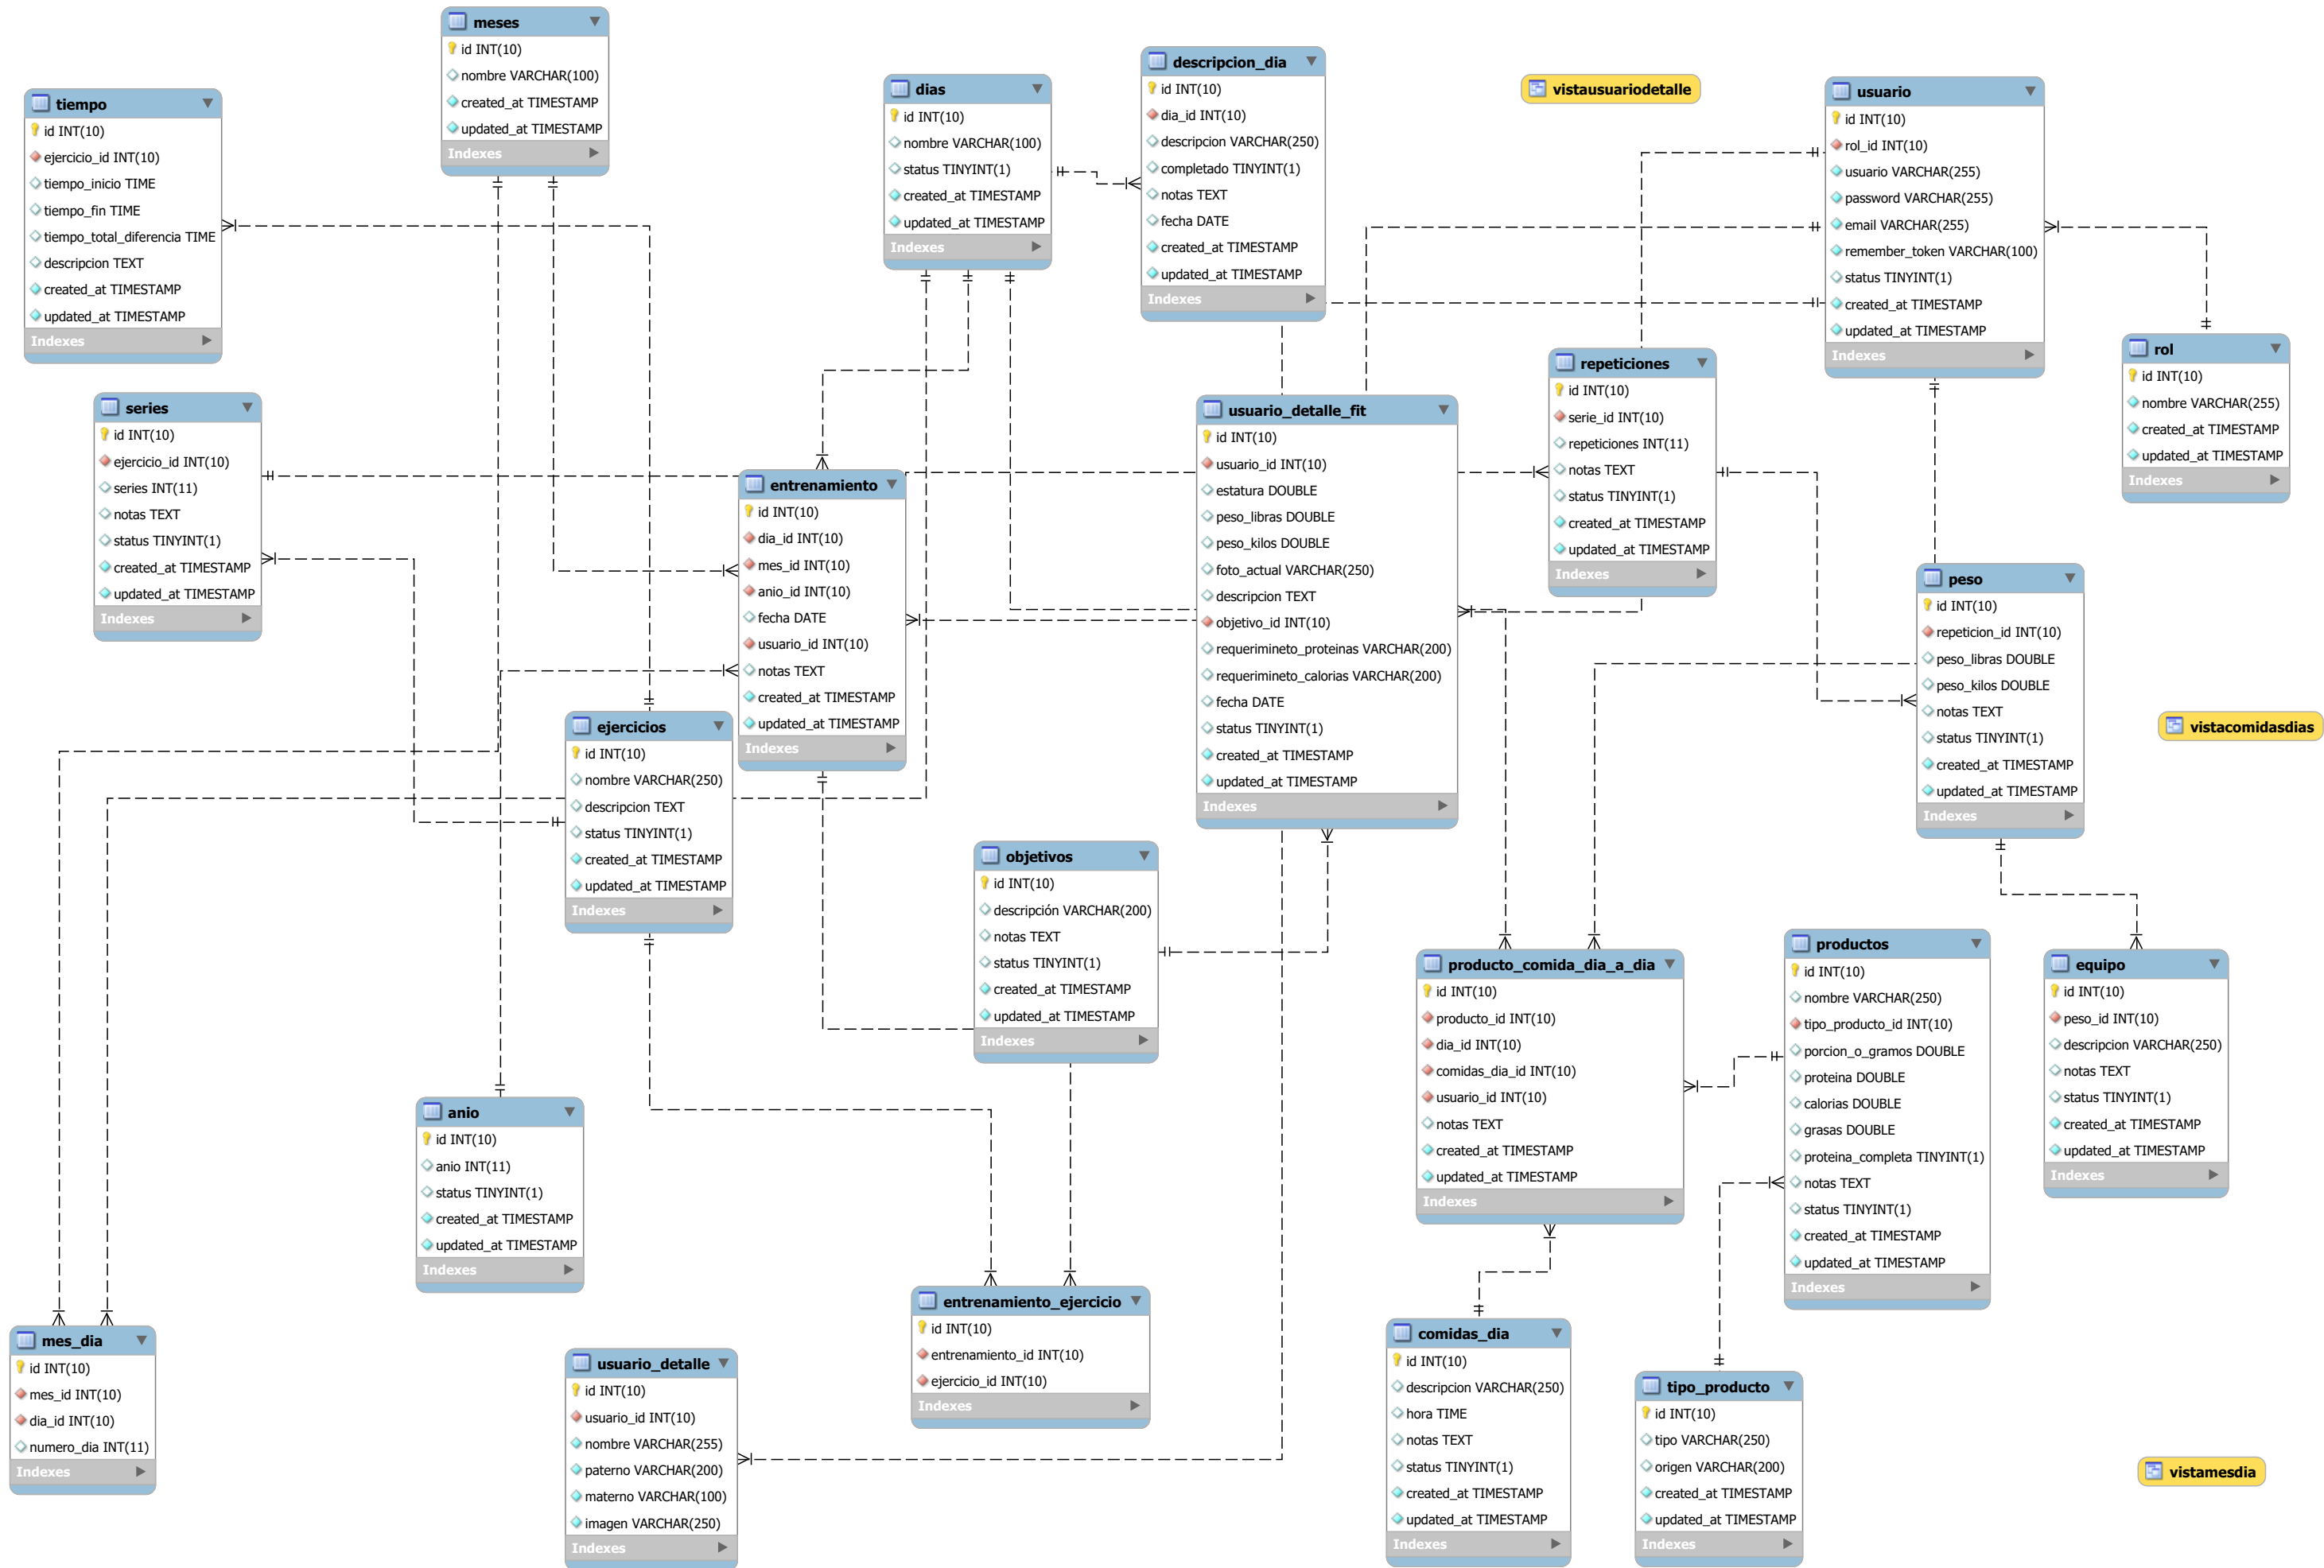 meses
id INT(10)
nombre VARCHAR(100)
created_at TIMESTAMP
updated_at TIMESTAMP
Indexes
descripcion_dia
id INT(10)
dia_id INT(10)
descripcion VARCHAR(250)
completado TINYINT(1)
notas TEXT
fecha DATE
created_at TIMESTAMP
updated_at TIMESTAMP
Indexes
dias
id INT(10)
nombre VARCHAR(100)
status TINYINT(1)
created_at TIMESTAMP
updated_at TIMESTAMP
Indexes
vistausuariodetalle
usuario
id INT(10)
rol_id INT(10)
usuario VARCHAR(255)
password VARCHAR(255)
email VARCHAR(255)
remember_token VARCHAR(100)
status TINYINT(1)
created_at TIMESTAMP
updated_at TIMESTAMP
Indexes
tiempo
id INT(10)
ejercicio_id INT(10)
tiempo_inicio TIME
tiempo_fin TIME
tiempo_total_diferencia TIME
descripcion TEXT
created_at TIMESTAMP
updated_at TIMESTAMP
Indexes
rol
id INT(10)
nombre VARCHAR(255)
created_at TIMESTAMP
updated_at TIMESTAMP
Indexes
repeticiones
id INT(10)
serie_id INT(10)
repeticiones INT(11)
notas TEXT
status TINYINT(1)
created_at TIMESTAMP
updated_at TIMESTAMP
Indexes
series
id INT(10)
ejercicio_id INT(10)
series INT(11)
notas TEXT
status TINYINT(1)
created_at TIMESTAMP
updated_at TIMESTAMP
Indexes
usuario_detalle_fit
id INT(10)
usuario_id INT(10)
estatura DOUBLE
peso_libras DOUBLE
peso_kilos DOUBLE
foto_actual VARCHAR(250)
descripcion TEXT
objetivo_id INT(10)
requerimineto_proteinas VARCHAR(200)
requerimineto_calorias VARCHAR(200)
fecha DATE
status TINYINT(1)
created_at TIMESTAMP
updated_at TIMESTAMP
Indexes
entrenamiento
id INT(10)
dia_id INT(10)
mes_id INT(10)
anio_id INT(10)
fecha DATE
usuario_id INT(10)
notas TEXT
created_at TIMESTAMP
updated_at TIMESTAMP
Indexes
peso
id INT(10)
repeticion_id INT(10)
peso_libras DOUBLE
peso_kilos DOUBLE
notas TEXT
status TINYINT(1)
created_at TIMESTAMP
updated_at TIMESTAMP
Indexes
vistacomidasdias
ejercicios
id INT(10)
nombre VARCHAR(250)
descripcion TEXT
status TINYINT(1)
created_at TIMESTAMP
updated_at TIMESTAMP
Indexes
objetivos
id INT(10)
descripción VARCHAR(200)
notas TEXT
status TINYINT(1)
created_at TIMESTAMP
updated_at TIMESTAMP
Indexes
productos
id INT(10)
nombre VARCHAR(250)
tipo_producto_id INT(10)
porcion_o_gramos DOUBLE
proteina DOUBLE
calorias DOUBLE
grasas DOUBLE
proteina_completa TINYINT(1)
notas TEXT
status TINYINT(1)
created_at TIMESTAMP
updated_at TIMESTAMP
Indexes
producto_comida_dia_a_dia
id INT(10)
producto_id INT(10)
dia_id INT(10)
comidas_dia_id INT(10)
usuario_id INT(10)
notas TEXT
created_at TIMESTAMP
updated_at TIMESTAMP
Indexes
equipo
id INT(10)
peso_id INT(10)
descripcion VARCHAR(250)
notas TEXT
status TINYINT(1)
created_at TIMESTAMP
updated_at TIMESTAMP
Indexes
anio
id INT(10)
anio INT(11)
status TINYINT(1)
created_at TIMESTAMP
updated_at TIMESTAMP
Indexes
entrenamiento_ejercicio
id INT(10)
entrenamiento_id INT(10)
ejercicio_id INT(10)
Indexes
mes_dia
id INT(10)
mes_id INT(10)
dia_id INT(10)
numero_dia INT(11)
Indexes
usuario_detalle
id INT(10)
usuario_id INT(10)
nombre VARCHAR(255)
paterno VARCHAR(200)
materno VARCHAR(100)
imagen VARCHAR(250)
Indexes
comidas_dia
id INT(10)
descripcion VARCHAR(250)
hora TIME
notas TEXT
status TINYINT(1)
created_at TIMESTAMP
updated_at TIMESTAMP
Indexes
tipo_producto
id INT(10)
tipo VARCHAR(250)
origen VARCHAR(200)
created_at TIMESTAMP
updated_at TIMESTAMP
Indexes
vistamesdia